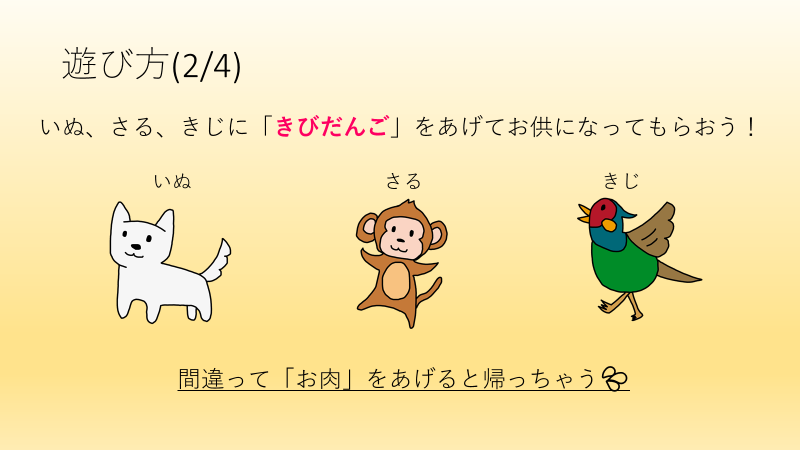 遊び方(2/4)
いぬ、さる、きじに「きびだんご」をあげてお供になってもらおう！
いぬ
さる
きじ
間違って「お肉」をあげると帰っちゃう💦